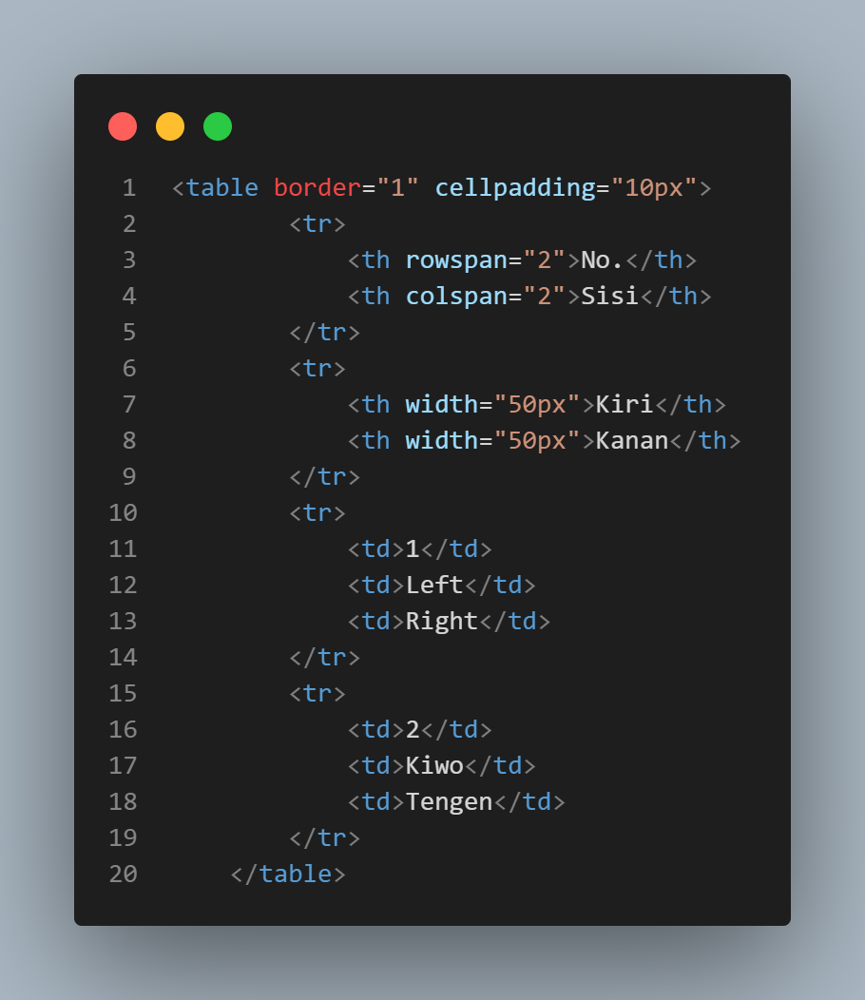 1 <table border="1" cellpadding="10px">
2 <tr>
3 <th rowspan="2">No.</th>
4 <th colspan="2">Sisi</th>
5 </tr>
6 <tr>
7 <th width="50px">Kiri</th>
8 <th width="50px">Kanan</th>
9 </tr>
10 <tr>
11 <td>1</td>
12 <td>Left</td>
13 <td>Right</td>
14 </tr>
15 <tr>
16 <td>2</td>
17 <td>Kiwo</td>
18 <td>Tengen</td>
19 </tr>
20 </table>